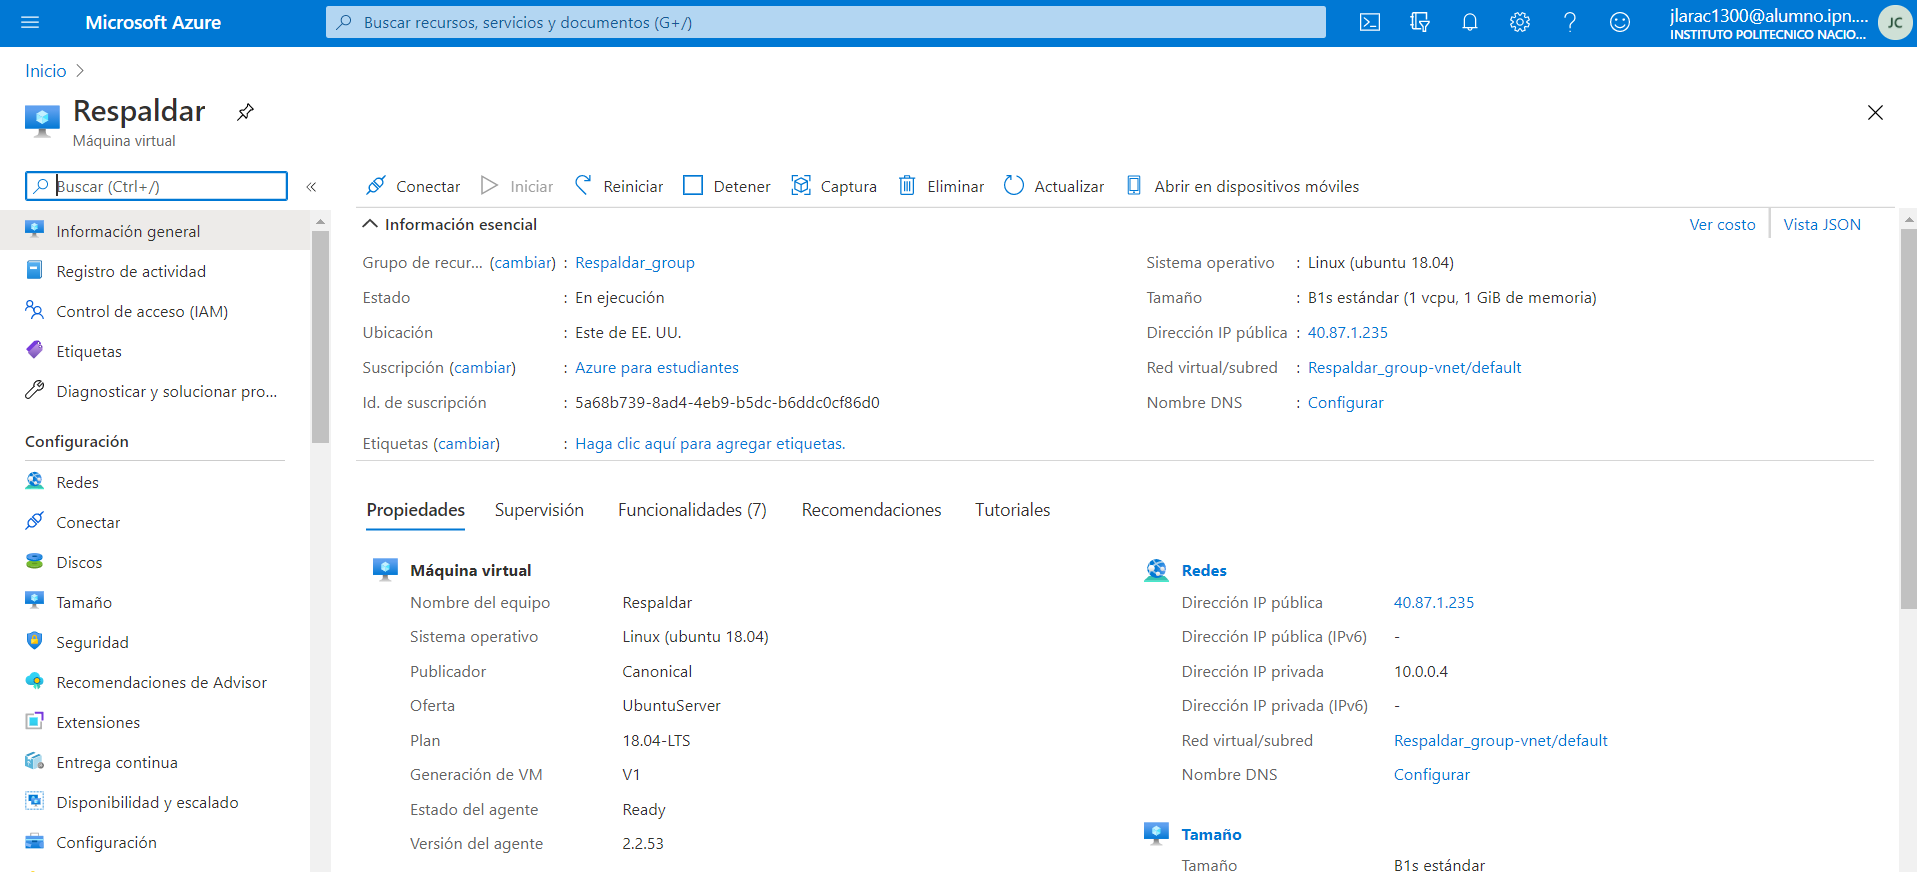 Microsoft Azure
Buscar recursos, servicios y documentos (G+/)
jlarac1300@alumno.ipn....
INSTITUTO POLITECNICO NACIO...
JC
Inicio
Respaldar
Máquina virtual
Buscar (Ctrl+/)
«
Conectar
Iniciar
Reiniciar
Detener
Captura
Eliminar
Actualizar
Abrir en dispositivos móviles
Información general
Registro de actividad
Control de acceso (IAM)
Etiquetas
Diagnosticar y solucionar pro...
Configuración
Redes
Conectar
Discos
Tamaño
Seguridad
Recomendaciones de Advisor
Extensiones
Entrega continua
Disponibilidad y escalado
Configuración
Información esencial
Ver costo
Vista JSON
Grupo de recur... (cambiar) : Respaldar_group
Estado : En ejecución
Ubicación : Este de EE. UU.
Suscripción (cambiar) : Azure para estudiantes
Id. de suscripción : 5a68b739-8ad4-4eb9-b5dc-b6ddc0cf86d0
Etiquetas (cambiar) : Haga clic aquí para agregar etiquetas.
Sistema operativo : Linux (ubuntu 18.04)
Tamaño : B1s estándar (1 vcpu, 1 GiB de memoria)
Dirección IP pública : 40.87.1.235
Red virtual/subred : Respaldar_group-vnet/default
Nombre DNS : Configurar
Propiedades
Supervisión
Funcionalidades (7)
Recomendaciones
Tutoriales
Máquina virtual
Nombre del equipo Respaldar
Sistema operativo Linux (ubuntu 18.04)
Publicador Canonical
Oferta UbuntuServer
Plan 18.04-LTS
Generación de VM V1
Estado del agente Ready
Versión del agente 2.2.53
Redes
Dirección IP pública 40.87.1.235
Dirección IP pública (IPv6) -
Dirección IP privada 10.0.0.4
Dirección IP privada (IPv6) -
Red virtual/subred Respaldar_group-vnet/default
Nombre DNS Configurar
Tamaño
Tamaño B1s estándar